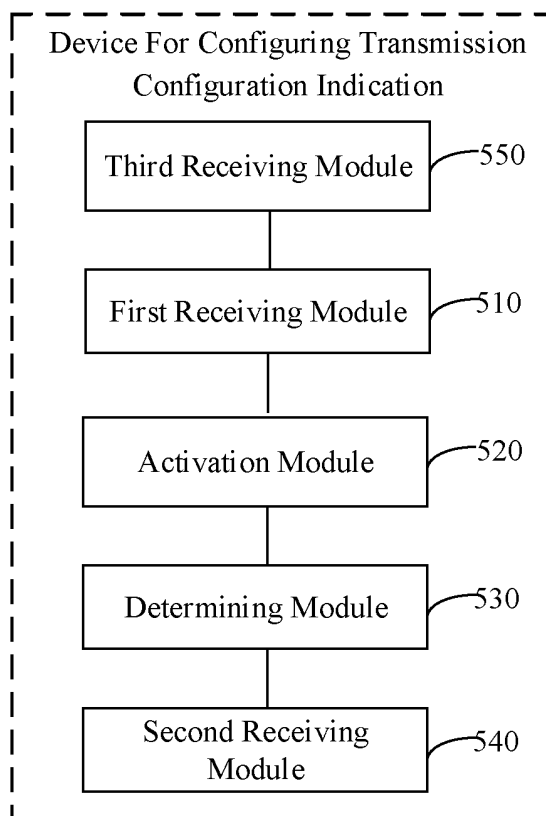 Device For Configuring Transmission
Configuration Indication
Third Receiving Module
550
First Receiving Module
510
Activation Module
520
Determining Module
530
Second Receiving
Module
540